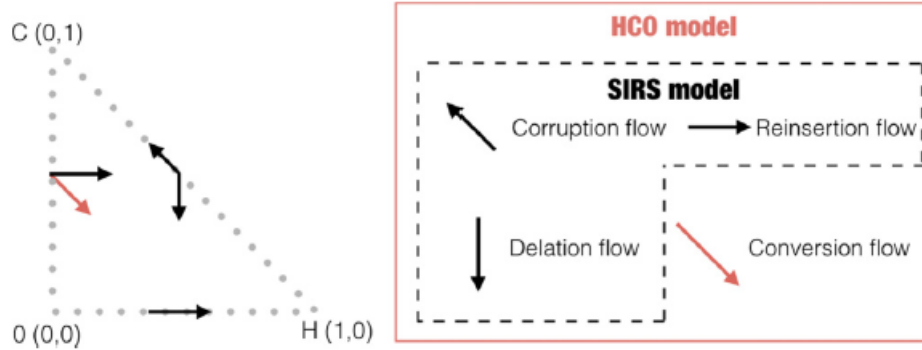 C (0,1)
0 (0,0)
H (1,0)
HCO model
SIRS model
Corruption flow
Reinsertion flow
Delation flow
Conversion flow